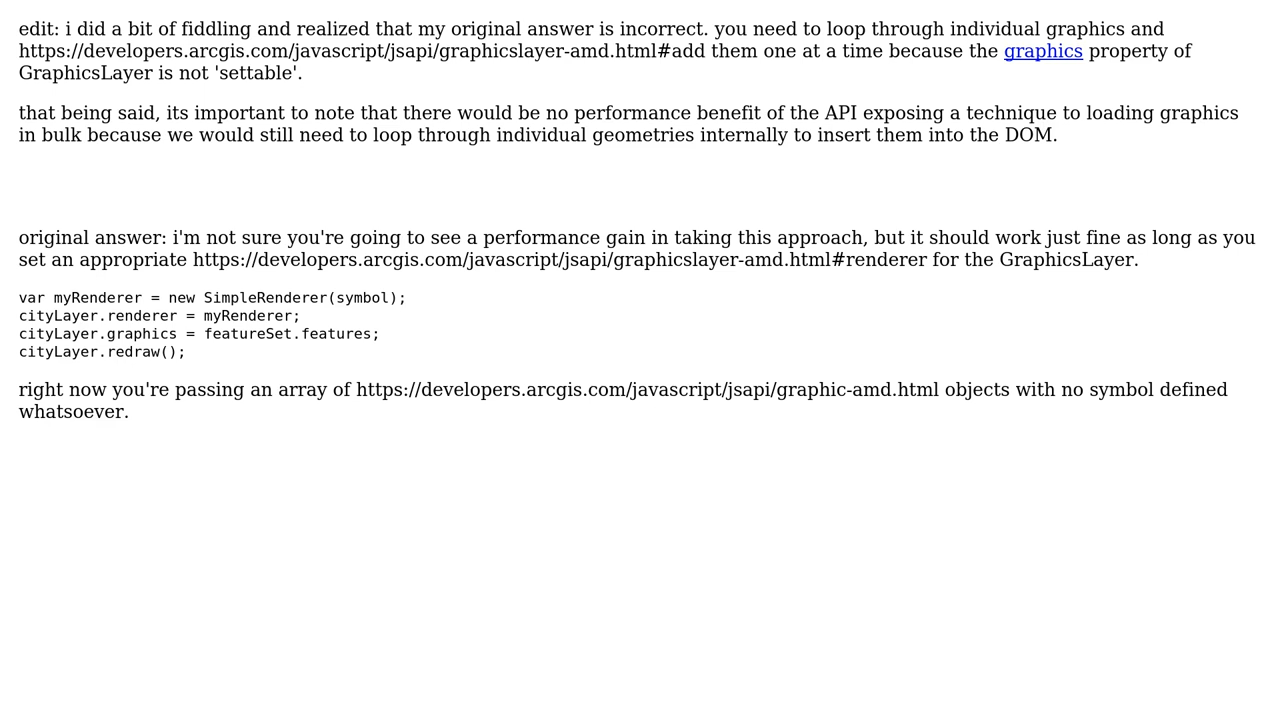 edit: i did a bit of fiddling and realized that my original answer is incorrect. you need to loop through individual graphics and
https://developers.arcgis.com/javascript/jsapi/graphicslayer-amd.html#add them one at a time because the graphics property of
GraphicsLayer is not 'settable'.
that being said, its important to note that there would be no performance benefit of the API exposing a technique to loading graphics
in bulk because we would still need to loop through individual geometries internally to insert them into the DOM.
original answer: i'm not sure you're going to see a performance gain in taking this approach, but it should work just fine as long as you
set an appropriate https://developers.arcgis.com/javascript/jsapi/graphicslayer-amd.html#renderer for the GraphicsLayer.
var myRenderer = new SimpleRenderer(symbol);
cityLayer.renderer = myRenderer;
cityLayer.graphics = featureSet.features;
cityLayer.redraw();
right now you're passing an array of https://developers.arcgis.com/javascript/jsapi/graphic-amd.html objects with no symbol defined
whatsoever.